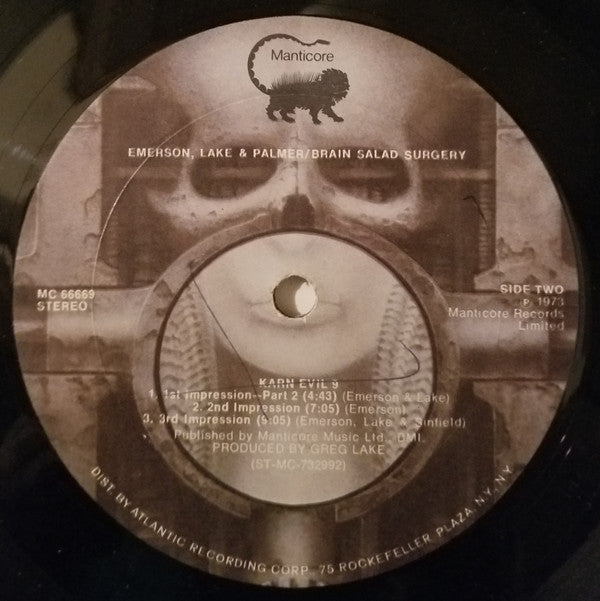 Manticore
EMERSON, LAKE & PALMER/BRAIN SALAD SURGERY
MC 66669
STEREO
SIDE TWO
P. 1973
Manticore Records
Limited
KARN EVIL 9
1. 1st Impression--Part 2 (4:43) (Emerson & Lake)
2. 2nd Impression (7:05) (Emerson)
3. 3rd Impression (9:05) (Emerson, Lake & Sinfield)
Published by Manticore Music Ltd., BMI.
PRODUCED BY GREG LAKE
(ST-MC-732992)
DIST. BY ATLANTIC RECORDING CORP. 75 ROCKEFELLER PLAZA N.Y. N.Y.